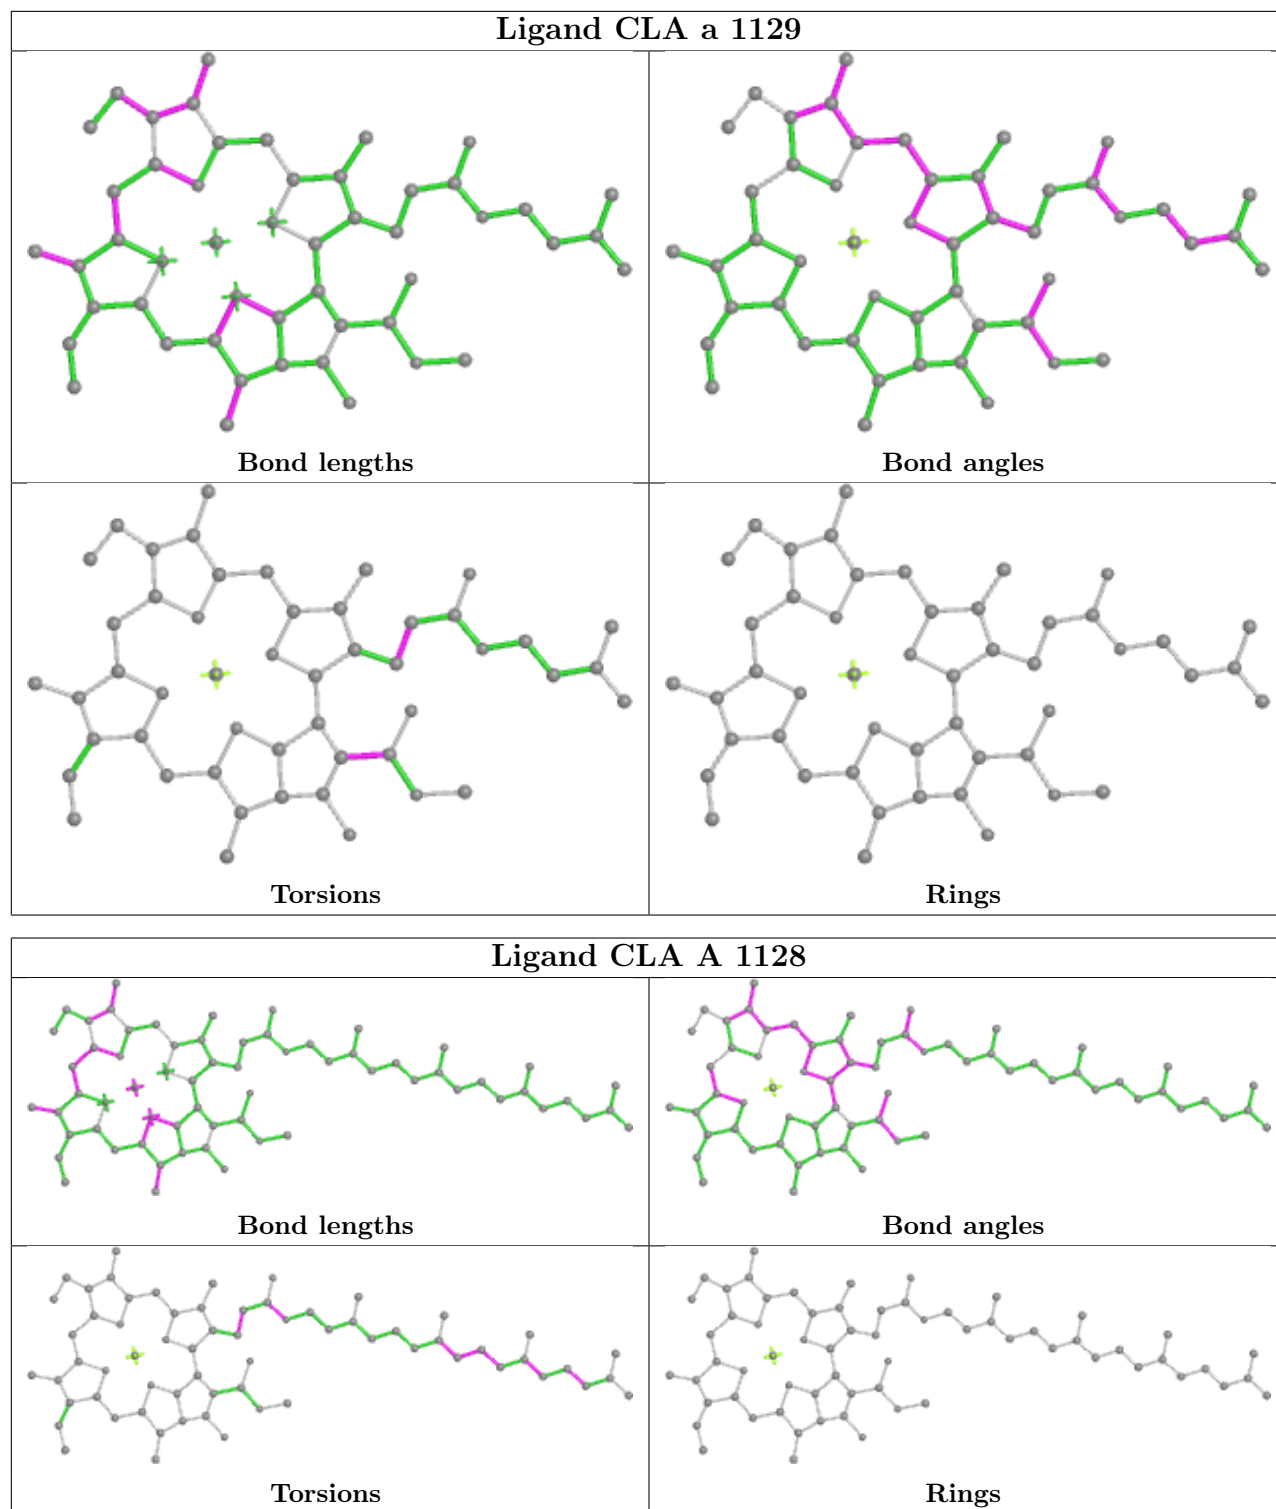 Ligand CLA a 1129
Bond lengths
Bond angles
Torsions
Rings
Ligand CLA A 1128
Bond lengths
Bond angles
Torsions
Rings